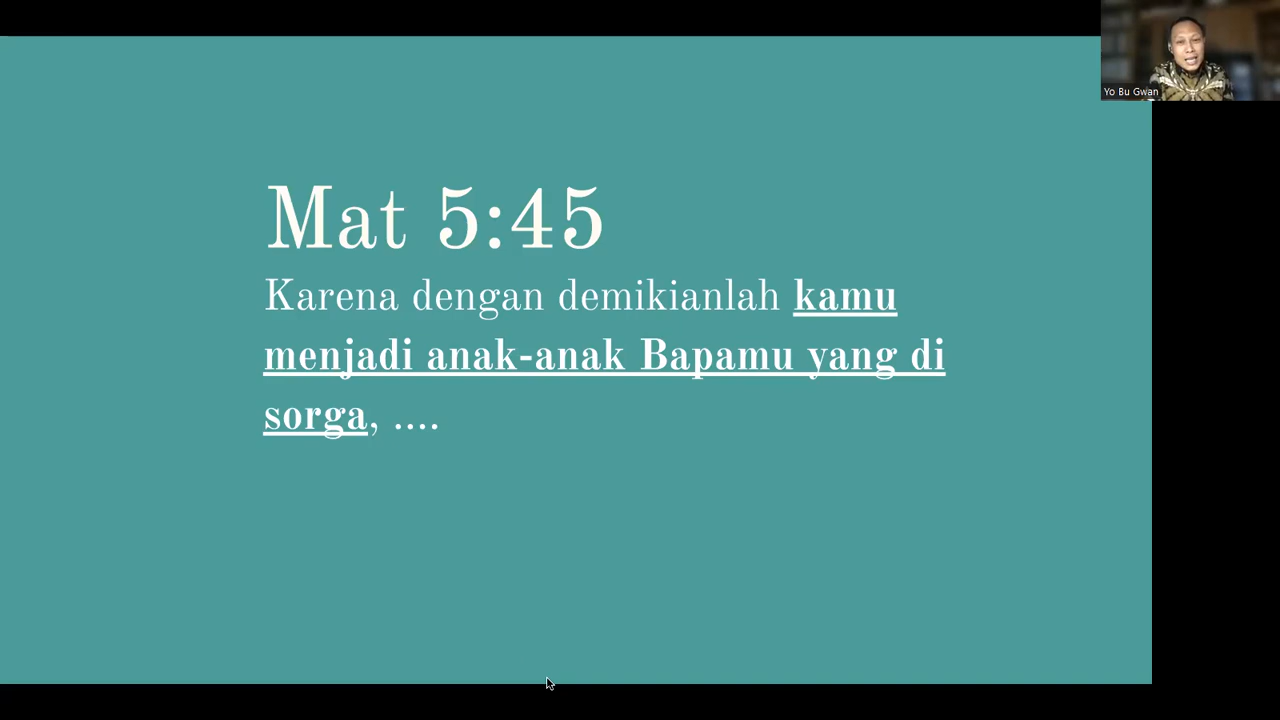 Yo Bu Gwan
Mat 5:45
Karena dengan demikianlah kamu
menjadi anak-anak Bapamu yang di
sorga, ....